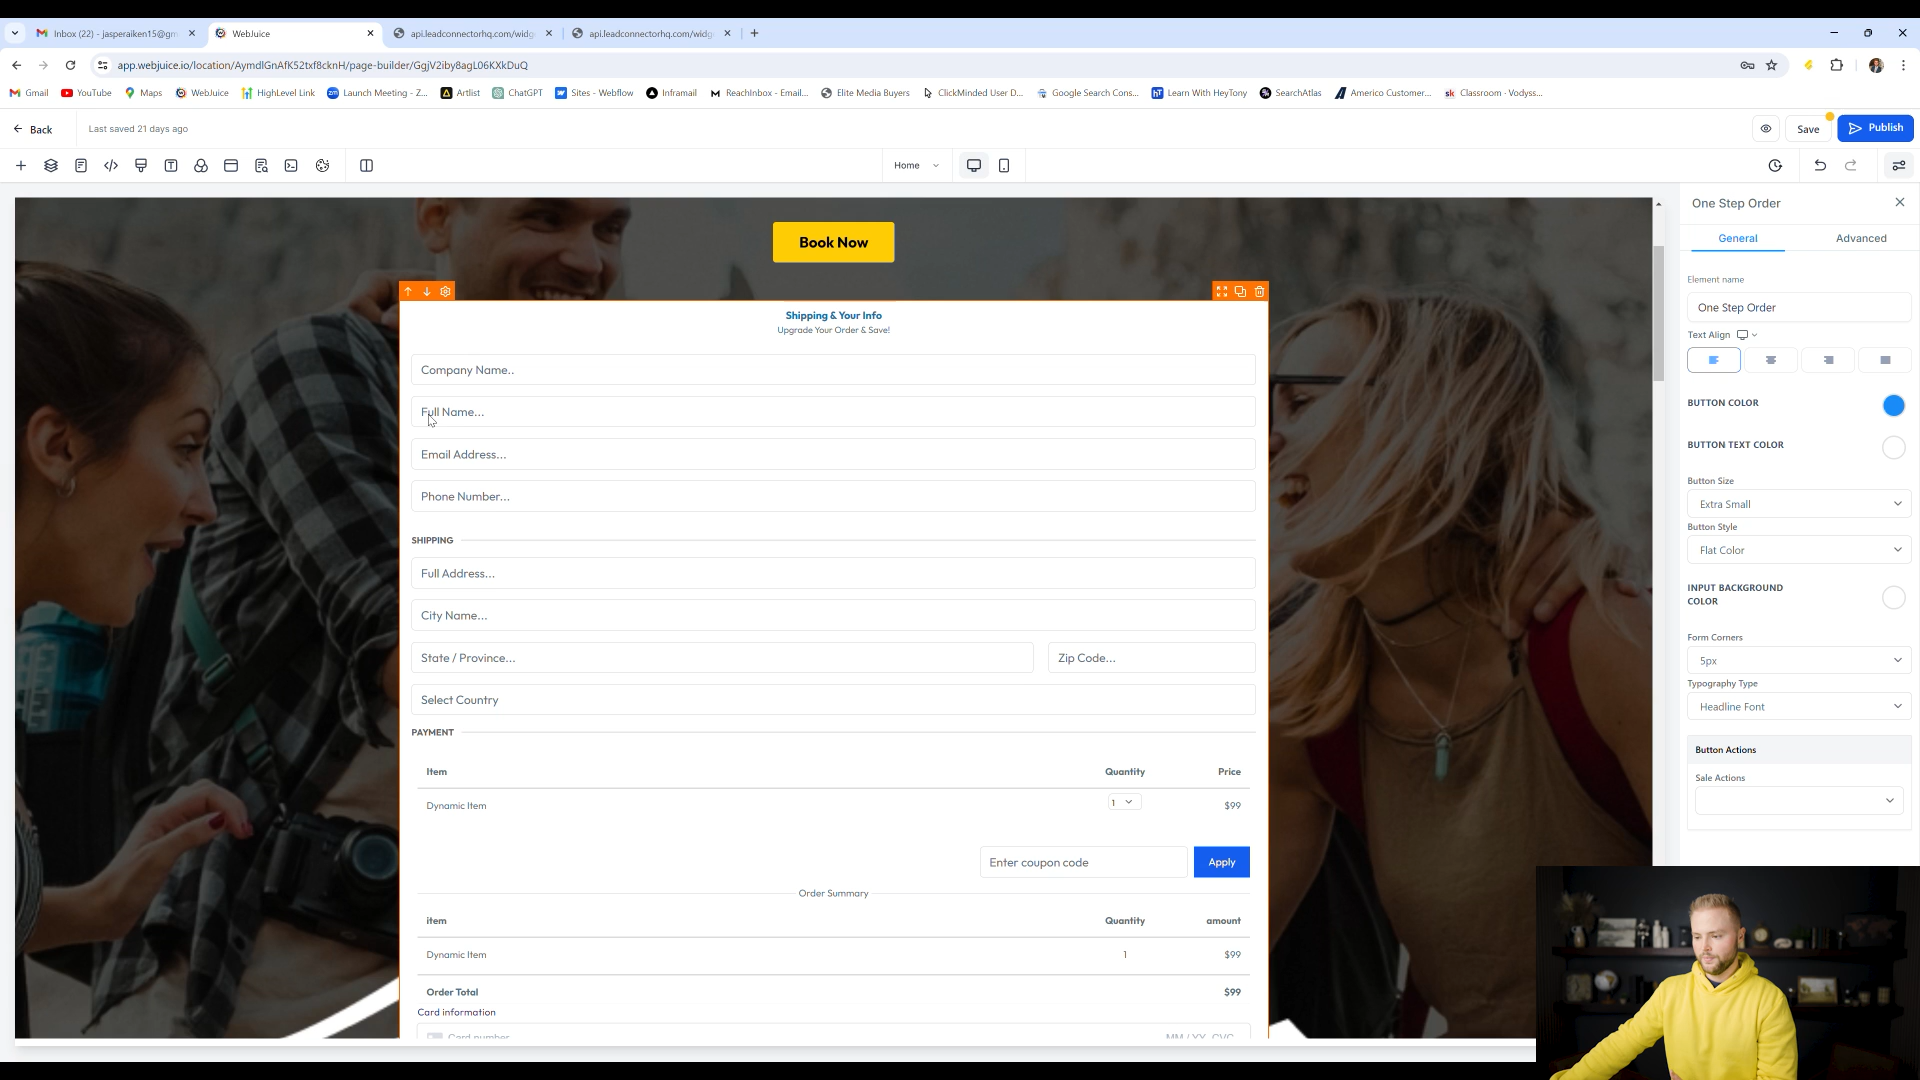 Inbox (22) - jasperaiken15@gm
WebJuice
api.leadconnectorhq.com/widg
api.leadconnectorhq.com/widg
app.webjuice.io/location/AymdlGnAfK52txf8cknH/page-builder/GgjV2iby8agL06KXkDuQ
Gmail
YouTube
Maps
WebJuice
HighLevel Link
Launch Meeting - Z...
Artlist
ChatGPT
Sites - Webflow
Inframail
ReachInbox - Email...
Elite Media Buyers
ClickMinded User D...
Google Search Cons...
Learn With HeyTony
SearchAtlas
Americo Customer...
Classroom - Vodyss...
Back
Last saved 21 days ago
Save
Publish
Home
Book Now
Shipping & Your Info
Upgrade Your Order & Save!
Company Name..
Full Name...
Email Address...
Phone Number...
SHIPPING
Full Address...
City Name...
State / Province...
Zip Code...
Select Country
PAYMENT
Item Quantity Price
Dynamic Item 1 $99
Enter coupon code
Apply
Order Summary
item Quantity amount
Dynamic Item 1 $99
Order Total $99
Card information
Card number MM / YY CVC
One Step Order
General
Advanced
Element name
One Step Order
Text Align
BUTTON COLOR
BUTTON TEXT COLOR
Button Size
Extra Small
Button Style
Flat Color
INPUT BACKGROUND
COLOR
Form Corners
5px
Typography Type
Headline Font
Button Actions
Sale Actions